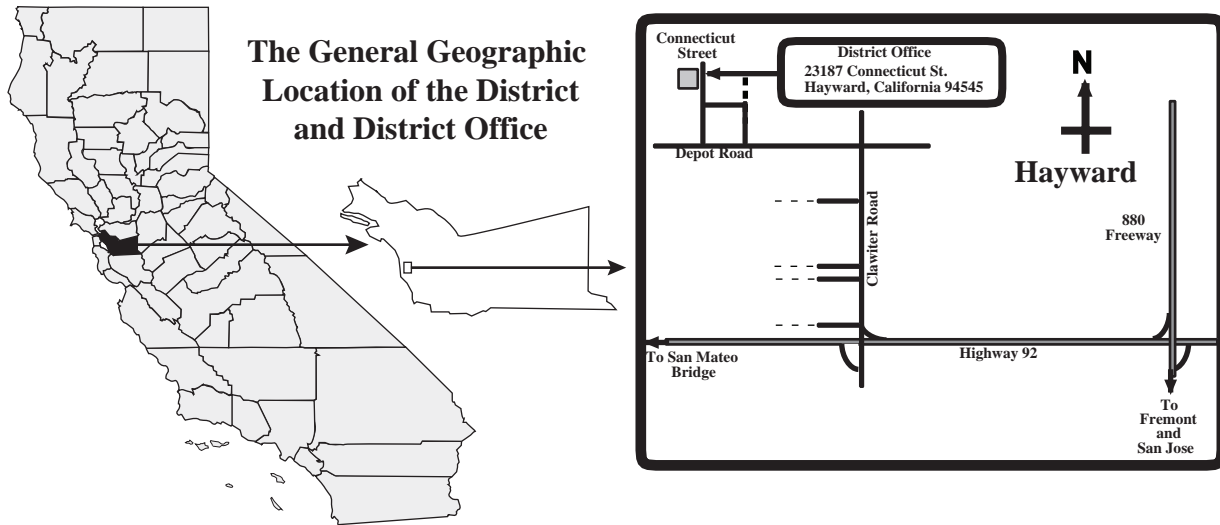 The General Geographic
Location of the District
and District Office
Connecticut
Street
District Office
23187 Connecticut St.
Hayward, California 94545
N
Hayward
Depot Road
Clawiter Road
880
Freeway
Highway 92
To San Mateo
Bridge
To
Fremont
and
San Jose